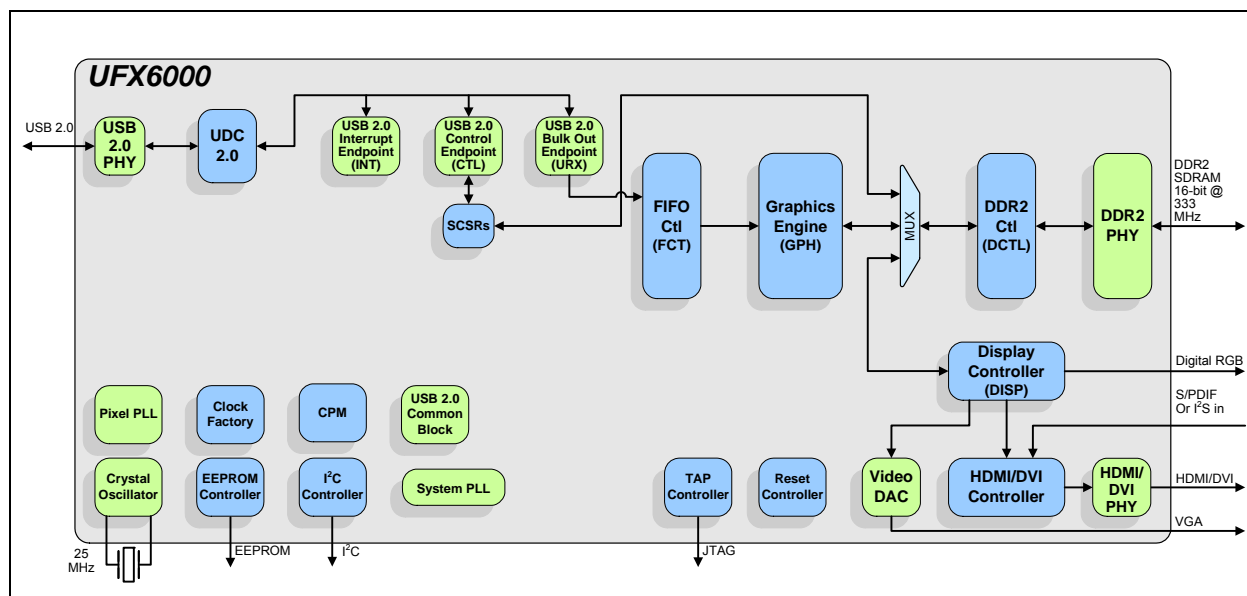 UFX6000
USB 2.0
USB
2.0
PHY
UDC
2.0
USB 2.0
Interrupt
Endpoint
(INT)
USB 2.0
Control
Endpoint
(CTL)
USB 2.0
Bulk Out
Endpoint
(URX)
SCSRs
FIFO
Ctl
(FCT)
Graphics
Engine
(GPH)
MUX
DDR2
Ctl
(DCTL)
DDR2
PHY
DDR2
SDRAM
16-bit @
333
MHz
Display
Controller
(DISP)
Digital RGB
S/PDIF
Or I²S in
Pixel PLL
Clock
Factory
CPM
USB 2.0
Common
Block
Crystal
Oscillator
EEPROM
Controller
I²C
Controller
System PLL
TAP
Controller
Reset
Controller
Video
DAC
HDMI/DVI
Controller
HDMI/
DVI
PHY
HDMI/DVI
VGA
25
MHz
EEPROM
I²C
JTAG